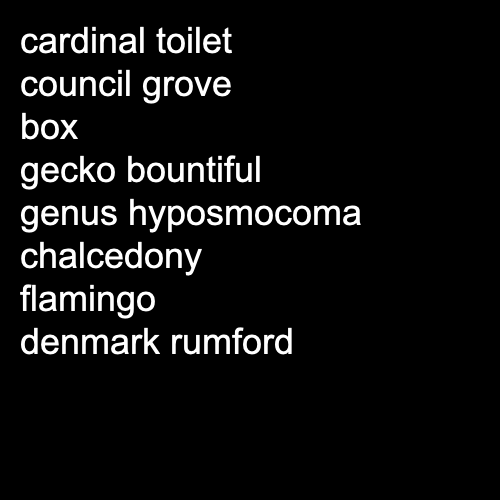 cardinal toilet
council grove
box
gecko bountiful
genus hyposmocoma
chalcedony
flamingo
denmark rumford